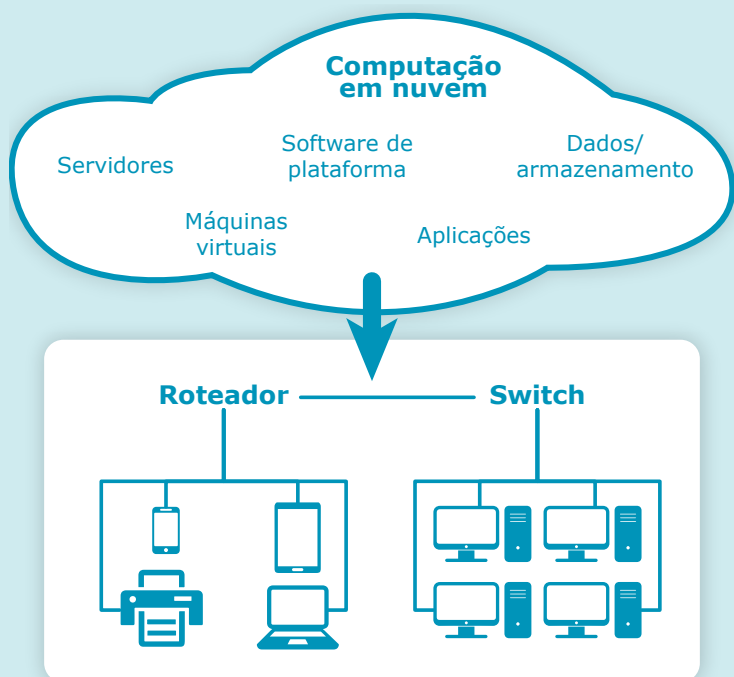 Computação
em nuvem
Servidores
Software de
plataforma
Dados/
armazenamento
Máquinas
virtuais
Aplicações
Roteador
Switch